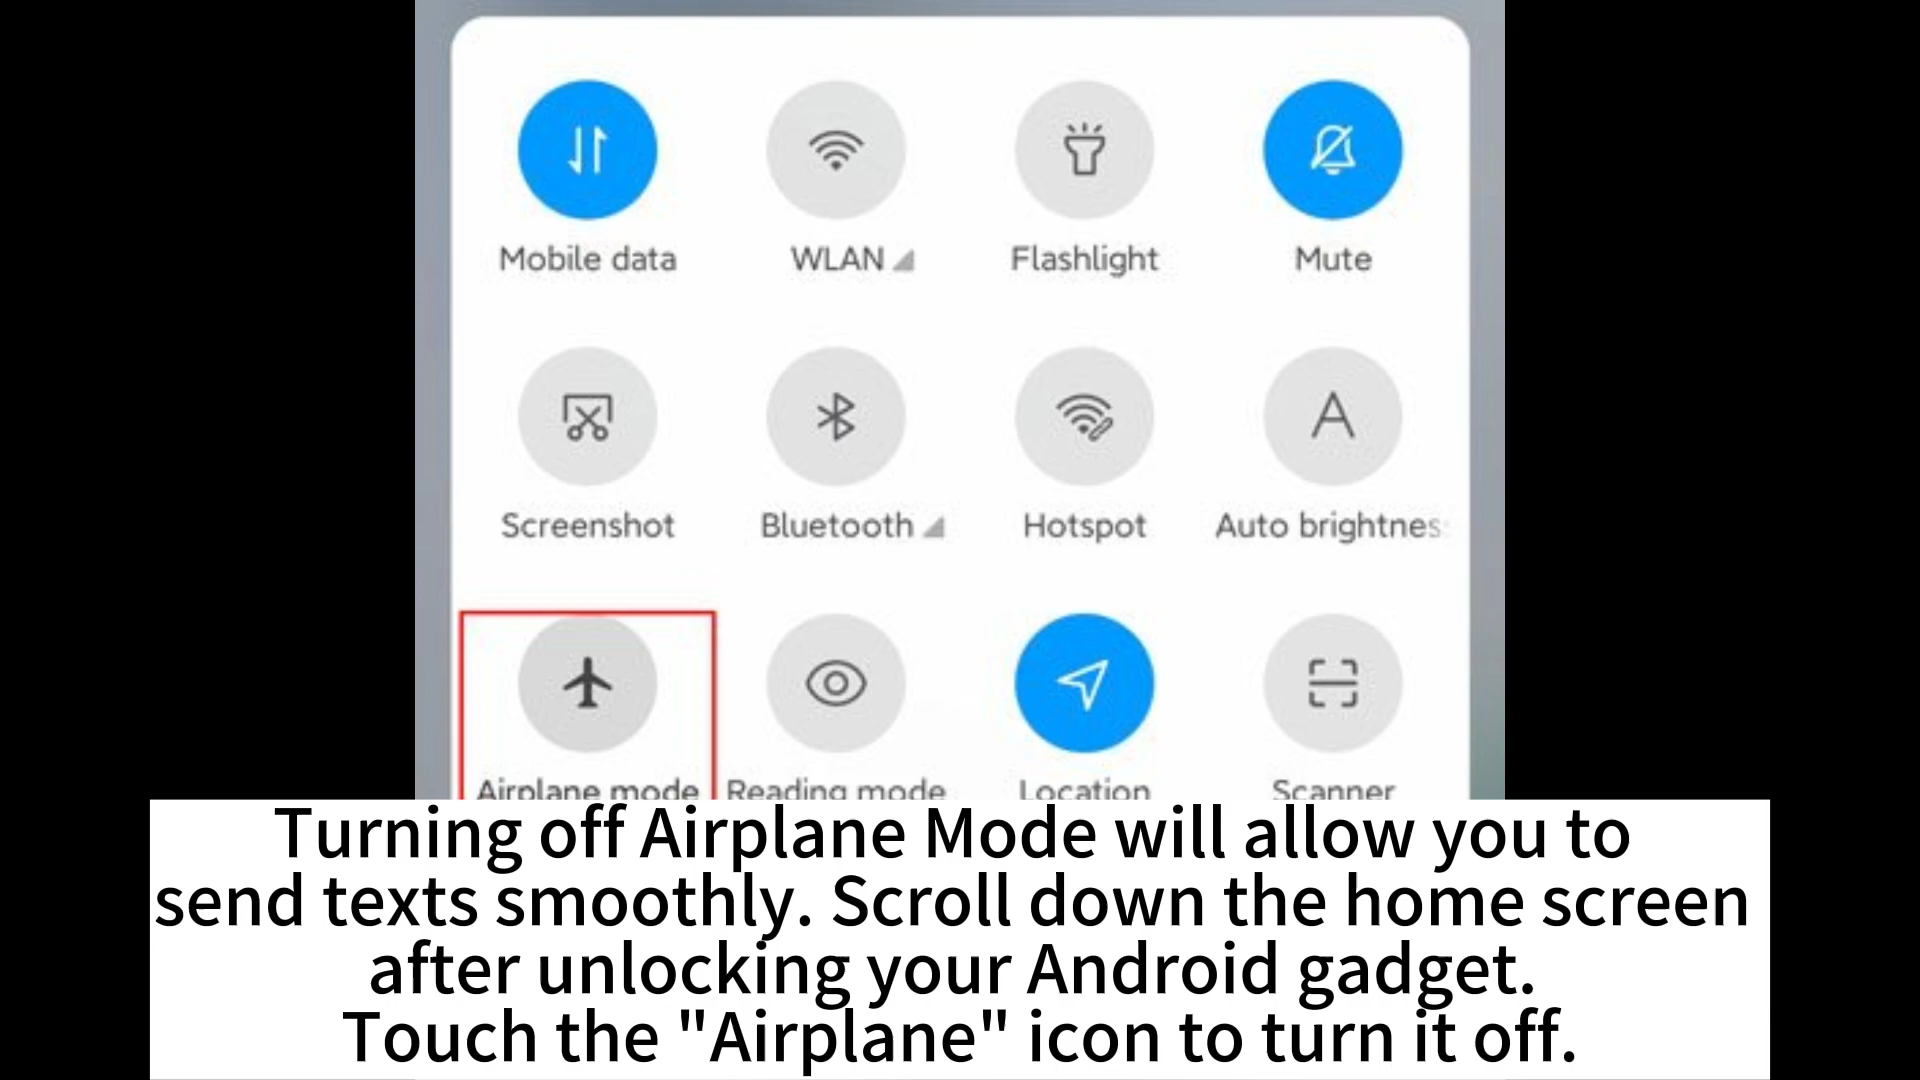 Mobile data WLAN Flashlight Mute
Screenshot Bluetooth Hotspot Auto brightnes
A
Airplane mode Reading mode Location Scanner
Turning off Airplane Mode will allow you to
send texts smoothly. Scroll down the home screen
after unlocking your Android gadget.
Touch the "Airplane" icon to turn it off.